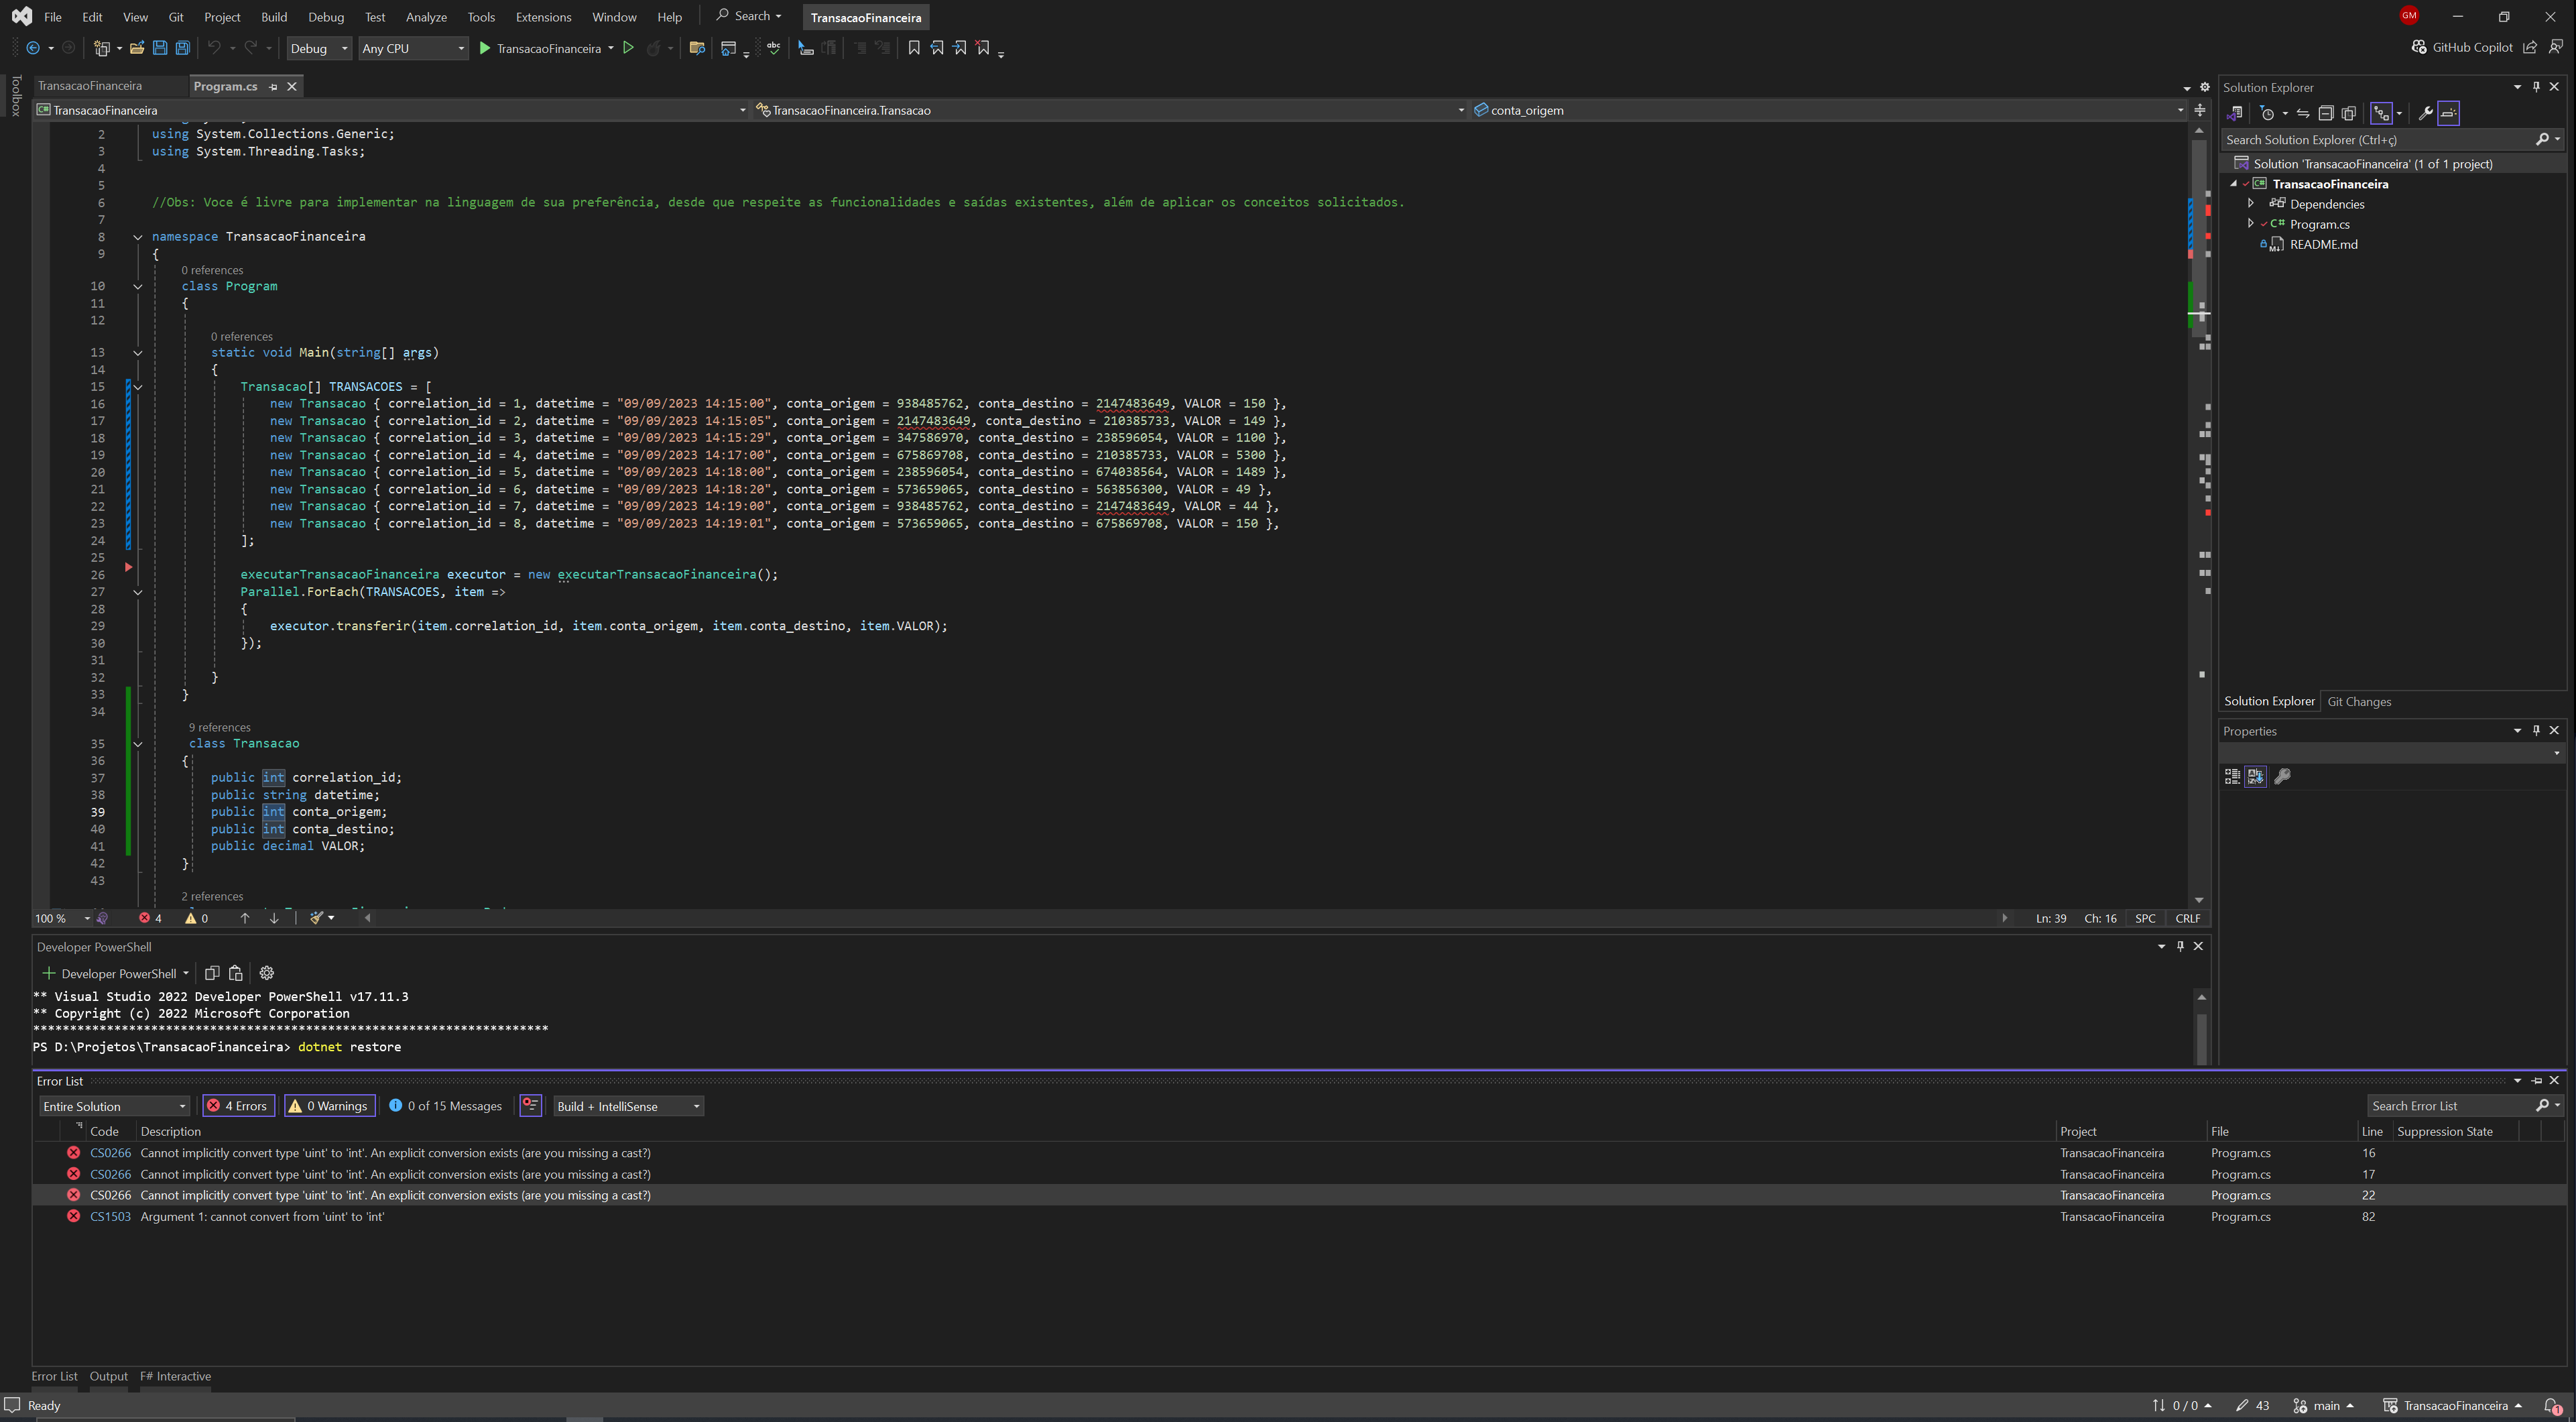 File Edit View Git Project Build Debug Test Analyze Tools Extensions Window Help Search TransacaoFinanceira GM
Debug Any CPU TransacaoFinanceira GitHub Copilot
Toolbox
TransacaoFinanceira Program.cs
TransacaoFinanceira TransacaoFinanceira.Transacao conta_origem
2 using System.Collections.Generic;
3 using System.Threading.Tasks;
4
5
6 //Obs: Voce é livre para implementar na linguagem de sua preferência, desde que respeite as funcionalidades e saídas existentes, além de aplicar os conceitos solicitados.
7
8 namespace TransacaoFinanceira
9 {
0 references
10 class Program
11 {
12
0 references
13 static void Main(string[] args)
14 {
15 Transacao[] TRANSACOES = [
16 new Transacao { correlation_id = 1, datetime = "09/09/2023 14:15:00", conta_origem = 938485762, conta_destino = 2147483649, VALOR = 150 },
17 new Transacao { correlation_id = 2, datetime = "09/09/2023 14:15:05", conta_origem = 2147483649, conta_destino = 210385733, VALOR = 149 },
18 new Transacao { correlation_id = 3, datetime = "09/09/2023 14:15:29", conta_origem = 347586970, conta_destino = 238596054, VALOR = 1100 },
19 new Transacao { correlation_id = 4, datetime = "09/09/2023 14:17:00", conta_origem = 675869708, conta_destino = 210385733, VALOR = 5300 },
20 new Transacao { correlation_id = 5, datetime = "09/09/2023 14:18:00", conta_origem = 238596054, conta_destino = 674038564, VALOR = 1489 },
21 new Transacao { correlation_id = 6, datetime = "09/09/2023 14:18:20", conta_origem = 573659065, conta_destino = 563856300, VALOR = 49 },
22 new Transacao { correlation_id = 7, datetime = "09/09/2023 14:19:00", conta_origem = 938485762, conta_destino = 2147483649, VALOR = 44 },
23 new Transacao { correlation_id = 8, datetime = "09/09/2023 14:19:01", conta_origem = 573659065, conta_destino = 675869708, VALOR = 150 },
24 ];
25
26 executarTransacaoFinanceira executor = new executarTransacaoFinanceira();
27 Parallel.ForEach(TRANSACOES, item =>
28 {
29 executor.transferir(item.correlation_id, item.conta_origem, item.conta_destino, item.VALOR);
30 });
31
32 }
33 }
34
9 references
35 class Transacao
36 {
37 public int correlation_id;
38 public string datetime;
39 public int conta_origem;
40 public int conta_destino;
41 public decimal VALOR;
42 }
43
2 references
100 % 4 0 Ln: 39 Ch: 16 SPC CRLF
Developer PowerShell
Developer PowerShell
** Visual Studio 2022 Developer PowerShell v17.11.3
** Copyright (c) 2022 Microsoft Corporation
**********************************************************************
PS D:\Projetos\TransacaoFinanceira> dotnet restore
Error List
Entire Solution 4 Errors 0 Warnings 0 of 15 Messages Build + IntelliSense Search Error List
Code Description Project File Line Suppression State
CS0266 Cannot implicitly convert type 'uint' to 'int'. An explicit conversion exists (are you missing a cast?) TransacaoFinanceira Program.cs 16
CS0266 Cannot implicitly convert type 'uint' to 'int'. An explicit conversion exists (are you missing a cast?) TransacaoFinanceira Program.cs 17
CS0266 Cannot implicitly convert type 'uint' to 'int'. An explicit conversion exists (are you missing a cast?) TransacaoFinanceira Program.cs 22
CS1503 Argument 1: cannot convert from 'uint' to 'int' TransacaoFinanceira Program.cs 82
Error List Output F# Interactive
Ready 0 / 0 43 main TransacaoFinanceira 1
Solution Explorer
Search Solution Explorer (Ctrl+ç)
Solution 'TransacaoFinanceira' (1 of 1 project)
TransacaoFinanceira
Dependencies
C# Program.cs
README.md
Solution Explorer Git Changes
Properties